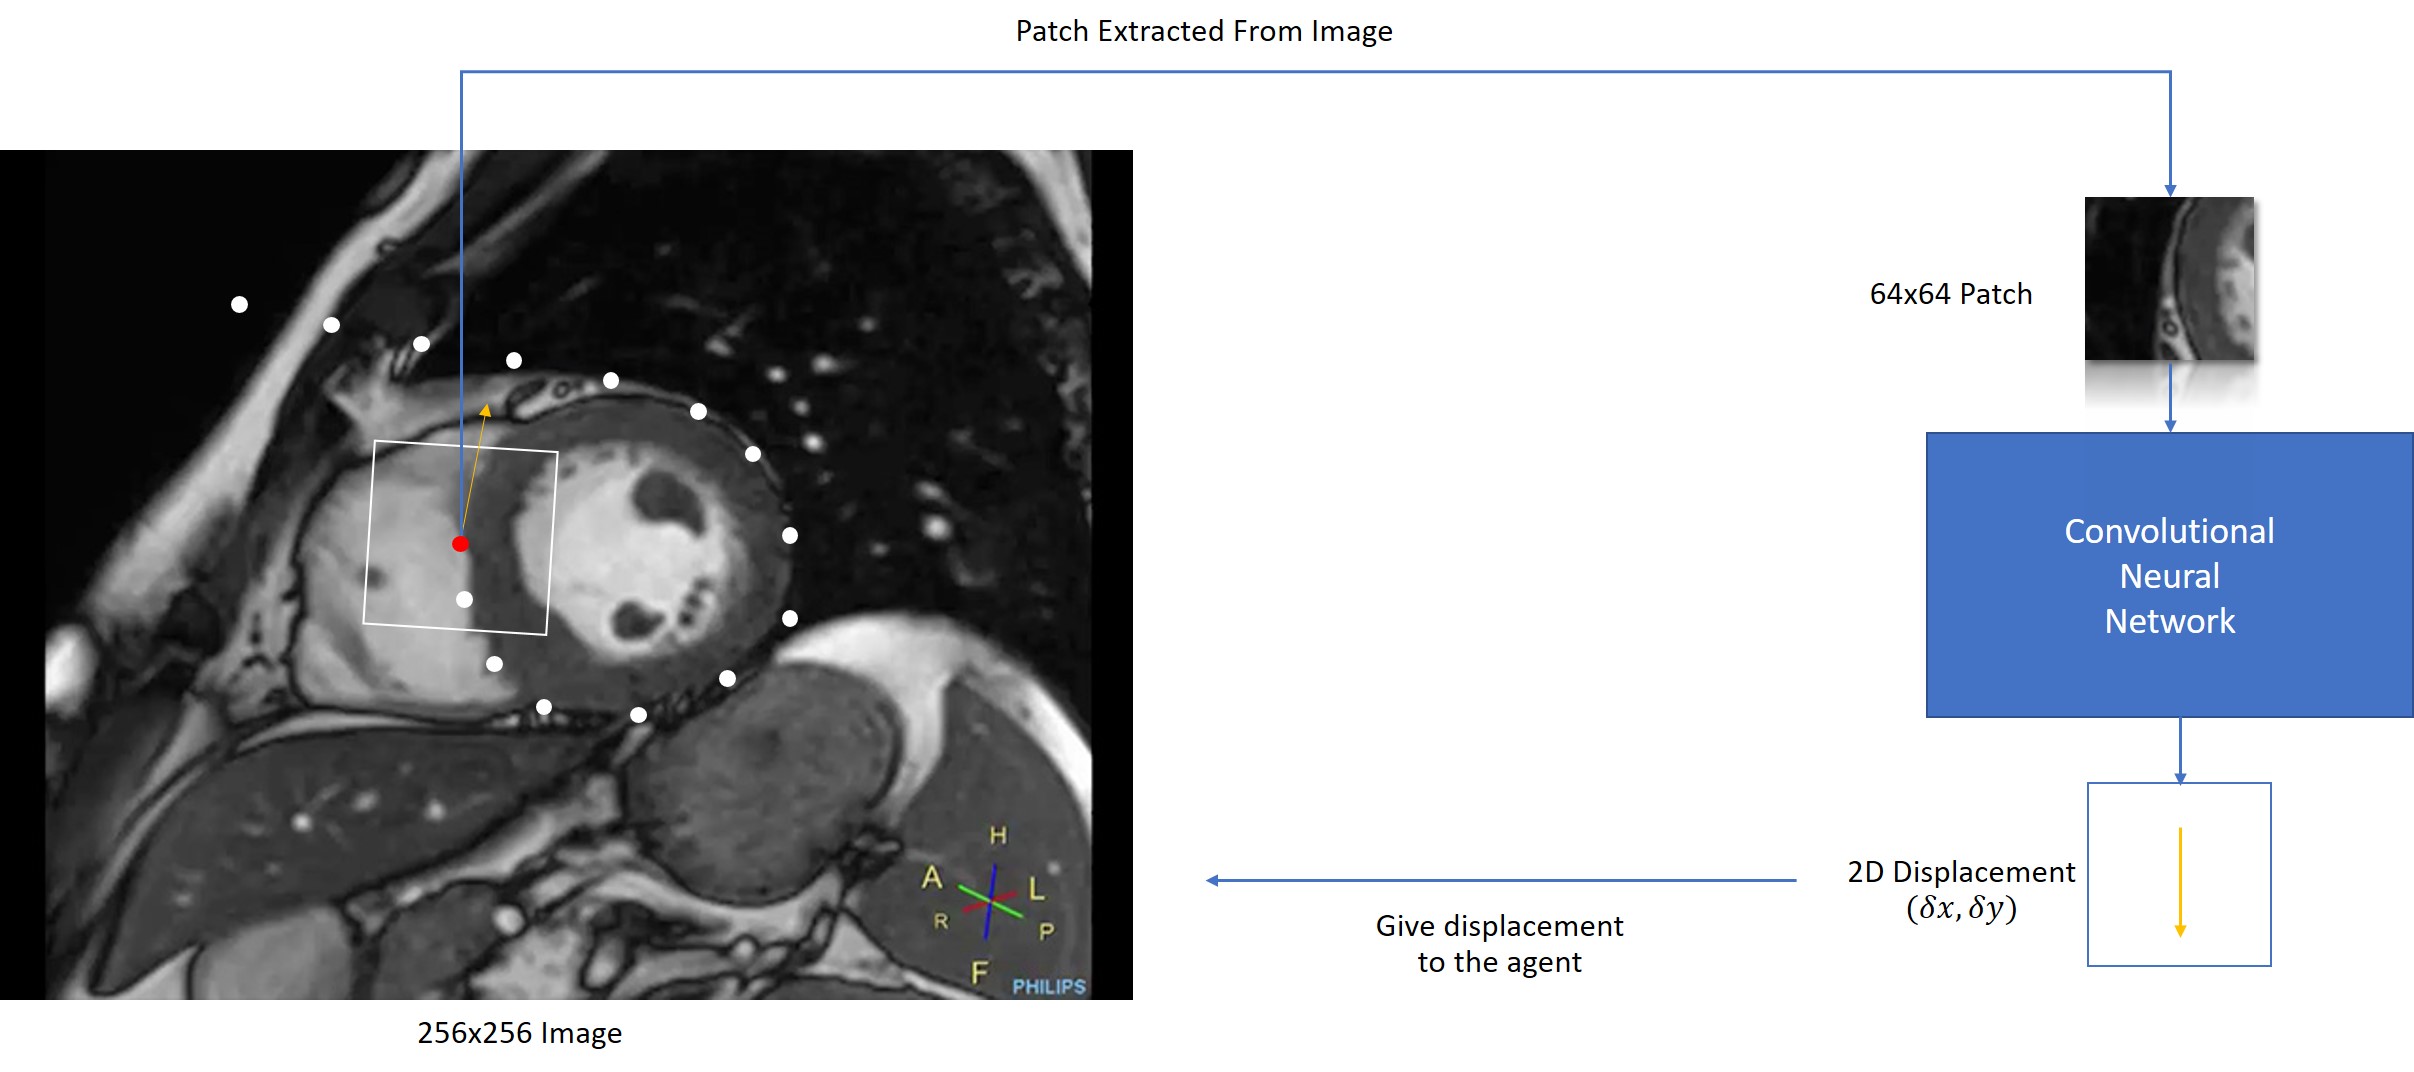 Patch Extracted From Image
64x64 Patch
Convolutional
Neural
Network
H
A
L
R
P
F
PHILIPS
2D Displacement
(δx, δy)
Give displacement
to the agent
256x256 Image